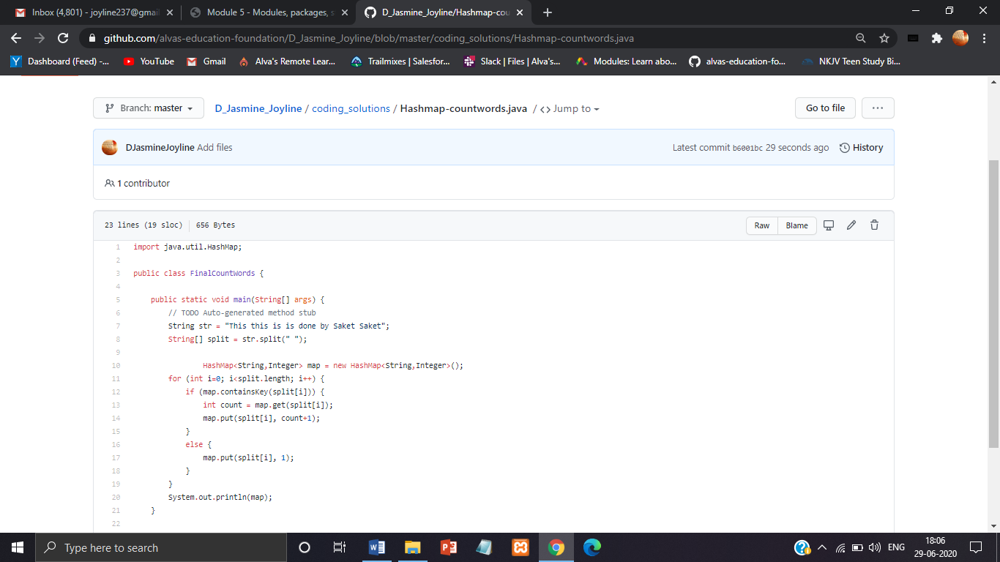 Inbox (4,801) - joyline237@gmai
Module 5 - Modules, packages, s
D_Jasmine_Joyline/Hashmap-cou
github.com/alvas-education-foundation/D_Jasmine_Joyline/blob/master/coding_solutions/Hashmap-countwords.java
Dashboard (Feed) -... YouTube Gmail Alva's Remote Lear... Trailmixes | Salesfor... Slack | Files | Alva's... Modules: Learn abo... alvas-education-fo... NKJV Teen Study Bi...
Branch: master D_Jasmine_Joyline / coding_solutions / Hashmap-countwords.java / <> Jump to Go to file ...
DJasmineJoyline Add files Latest commit b6001bc 29 seconds ago History
1 contributor
23 lines (19 sloc) 656 Bytes Raw Blame
1 import java.util.HashMap;
2
3 public class FinalCountWords {
4
5 public static void main(String[] args) {
6 // TODO Auto-generated method stub
7 String str = "This this is is done by Saket Saket";
8 String[] split = str.split(" ");
9
10 HashMap<String,Integer> map = new HashMap<String,Integer>();
11 for (int i=0; i<split.length; i++) {
12 if (map.containsKey(split[i])) {
13 int count = map.get(split[i]);
14 map.put(split[i], count+1);
15 }
16 else {
17 map.put(split[i], 1);
18 }
19 }
20 System.out.println(map);
21 }
22
Type here to search ENG 18:06
29-06-2020